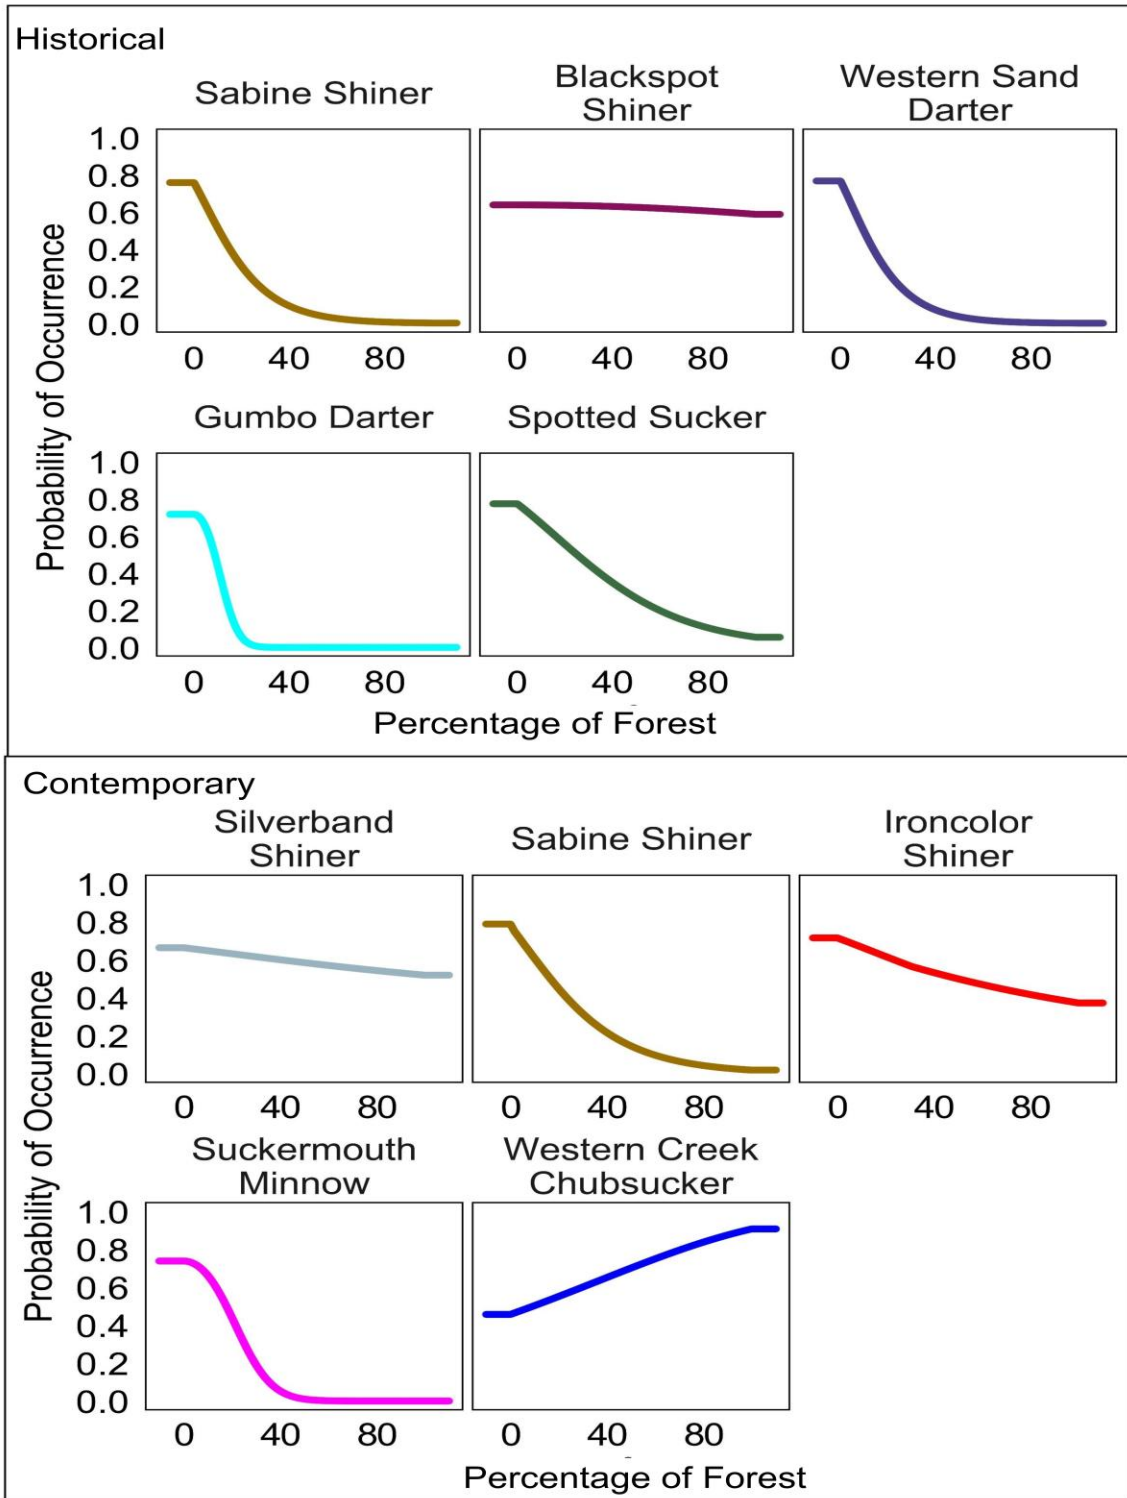 Historical
Sabine Shiner
Blackspot
Shiner
Western Sand
Darter
Probability of Occurrence
1.0
0.8
0.6
0.4
0.2
0.0
0 40 80
0 40 80
0 40 80
Gumbo Darter
Spotted Sucker
1.0
0.8
0.6
0.4
0.2
0.0
0 40 80
0 40 80
Percentage of Forest
Contemporary
Silverband
Shiner
Sabine Shiner
Ironcolor
Shiner
Probability of Occurrence
1.0
0.8
0.6
0.4
0.2
0.0
0 40 80
0 40 80
0 40 80
Suckermouth
Minnow
Western Creek
Chubsucker
1.0
0.8
0.6
0.4
0.2
0.0
0 40 80
0 40 80
Percentage of Forest